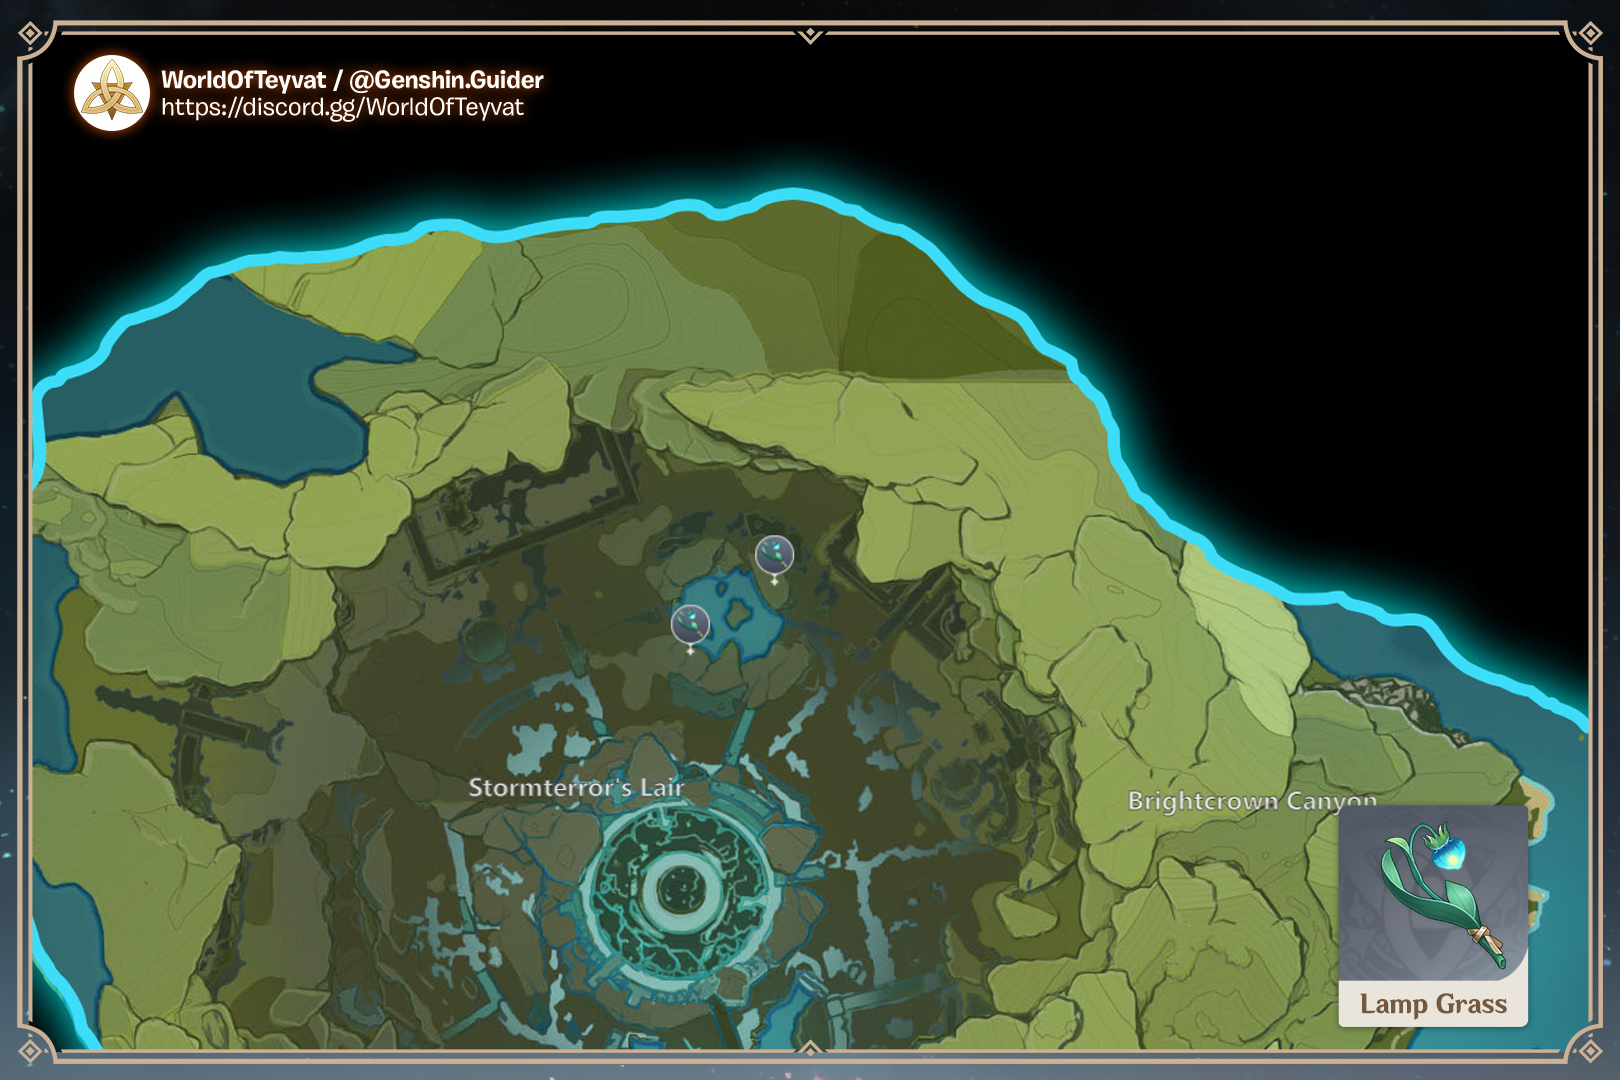 WorldOfTeyvat / @Genshin.Guider
https://discord.gg/WorldOfTeyvat
Stormterror's Lair
Brightcrown Canyon
Lamp Grass